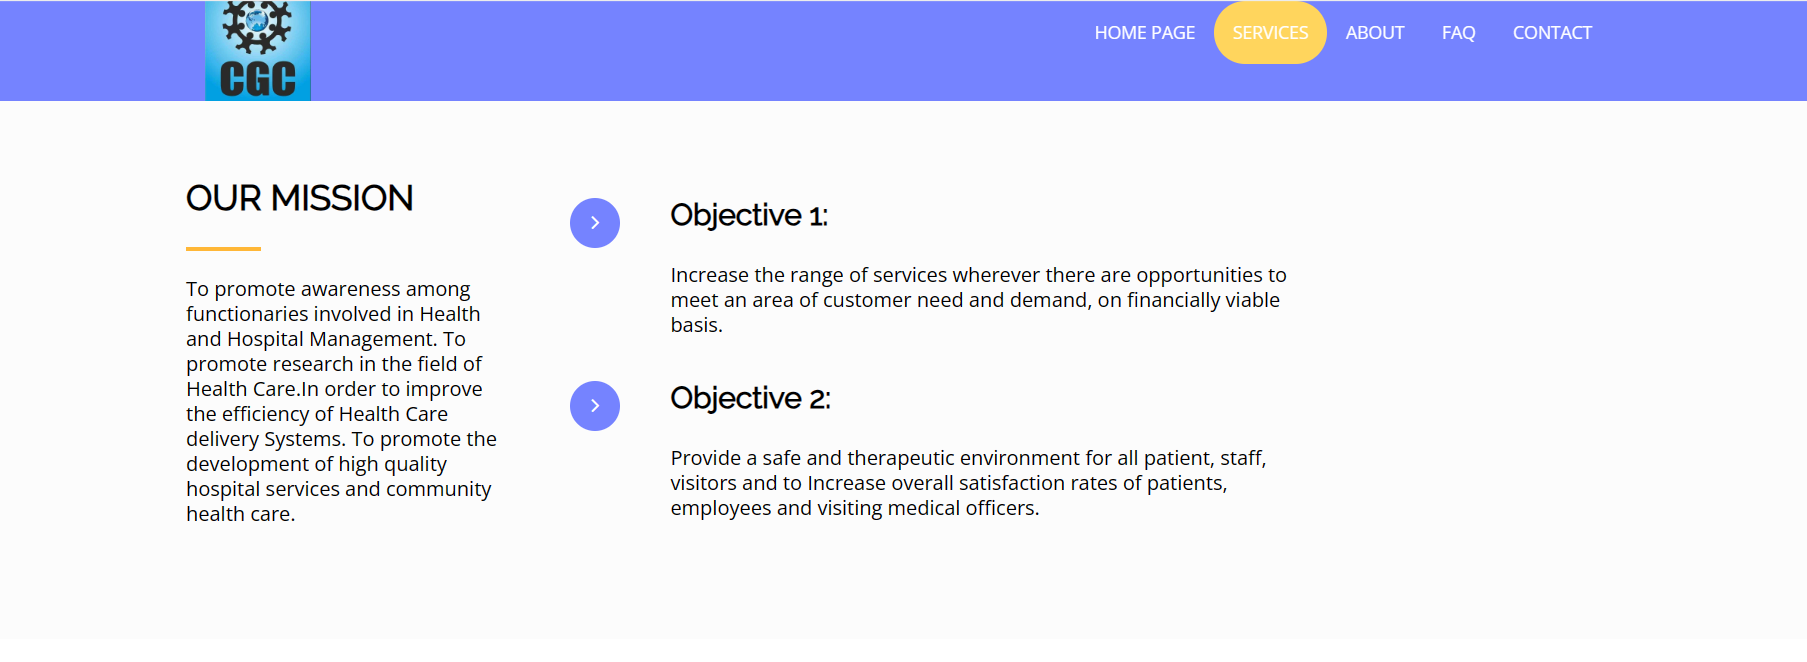 CGC
HOME PAGE
SERVICES
ABOUT
FAQ
CONTACT
OUR MISSION
To promote awareness among
functionaries involved in Health
and Hospital Management. To
promote research in the field of
Health Care.In order to improve
the efficiency of Health Care
delivery Systems. To promote the
development of high quality
hospital services and community
health care.
Objective 1:
Increase the range of services wherever there are opportunities to
meet an area of customer need and demand, on financially viable
basis.
Objective 2:
Provide a safe and therapeutic environment for all patient, staff,
visitors and to Increase overall satisfaction rates of patients,
employees and visiting medical officers.